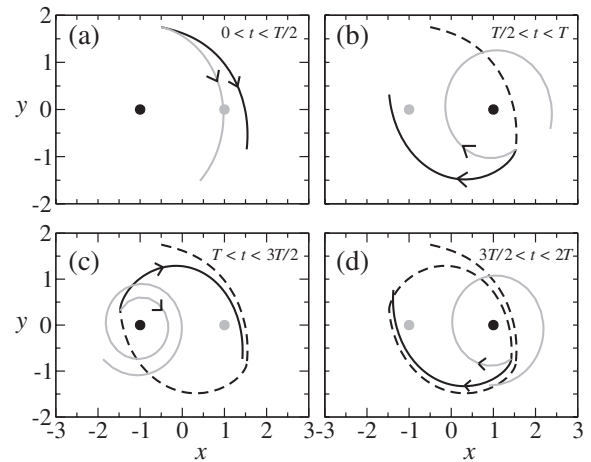 (a) 0 < t < T/2
(b) T/2 < t < T
y
2
1
0
-1
-2
(c) T < t < 3T/2
(d) 3T/2 < t < 2T
y
2
1
0
-1
-2
-3 -2 -1 0 1 2 3 -3 -2 -1 0 1 2 3
x x